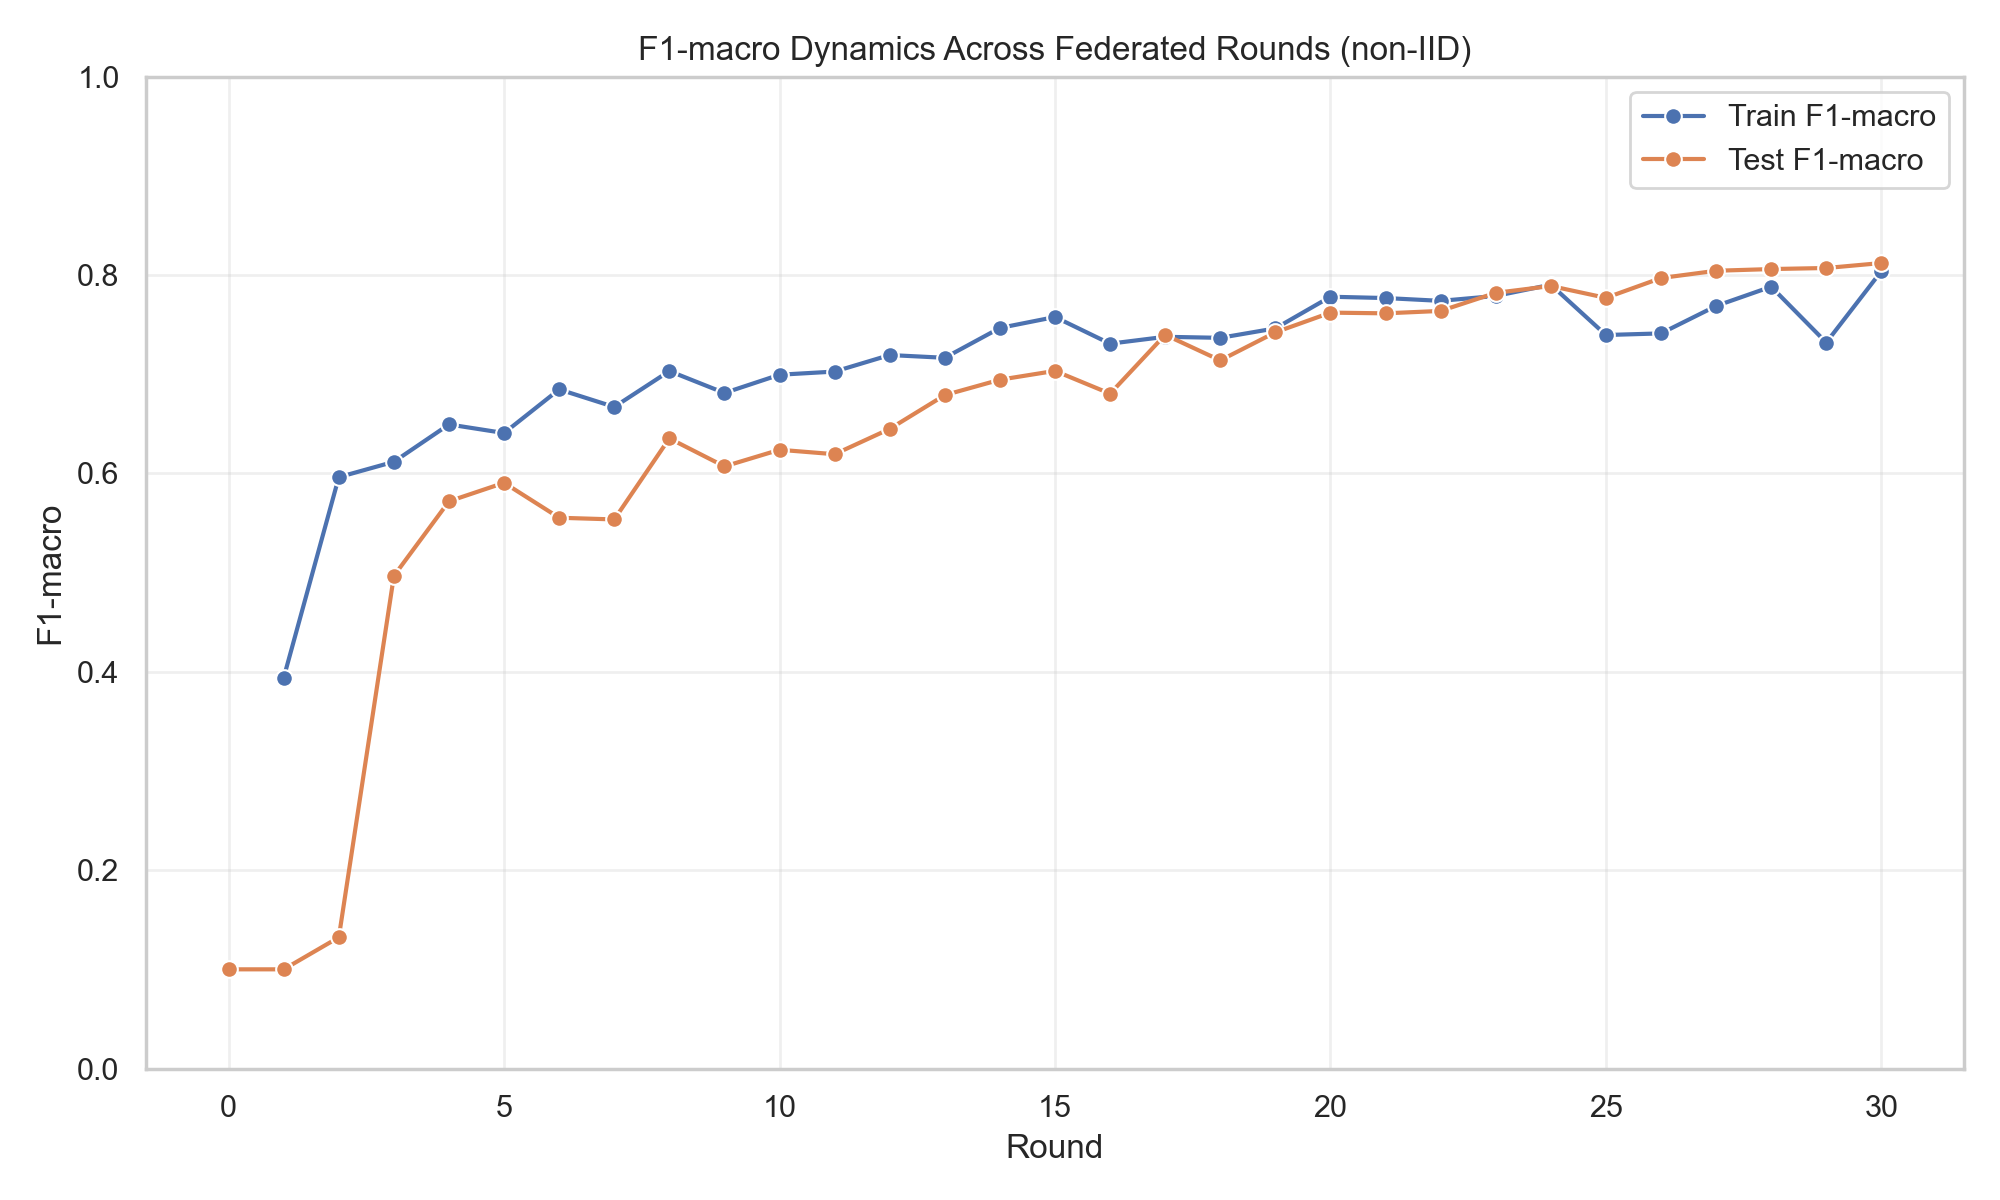 F1-macro Dynamics Across Federated Rounds (non-IID)
1.0
0.8
0.6
0.4
0.2
0.0
F1-macro
Train F1-macro
Test F1-macro
0 5 10 15 20 25 30
Round